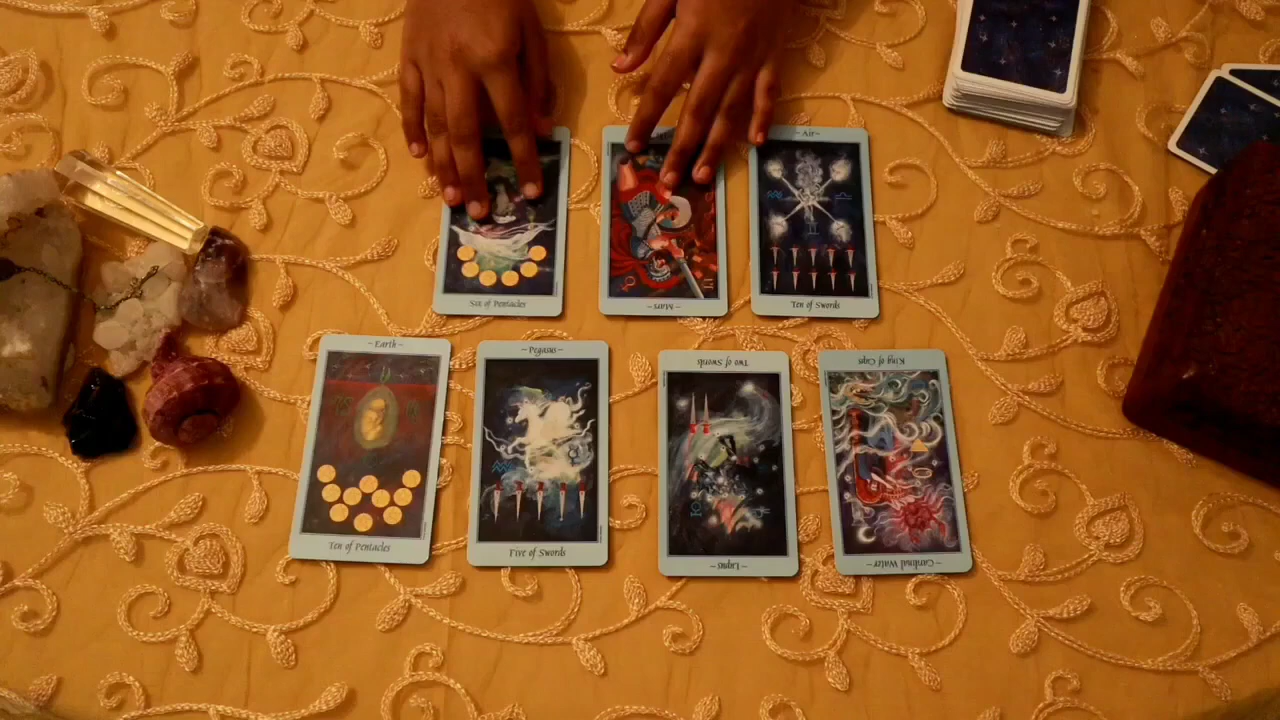 - Air -
Six of Pentacles
- Mars -
Ten of Swords
- Earth -
- Pegasus -
Two of Swords
King of Cups
Ten of Pentacles
Five of Swords
- Lupus -
- Cardinal Water -